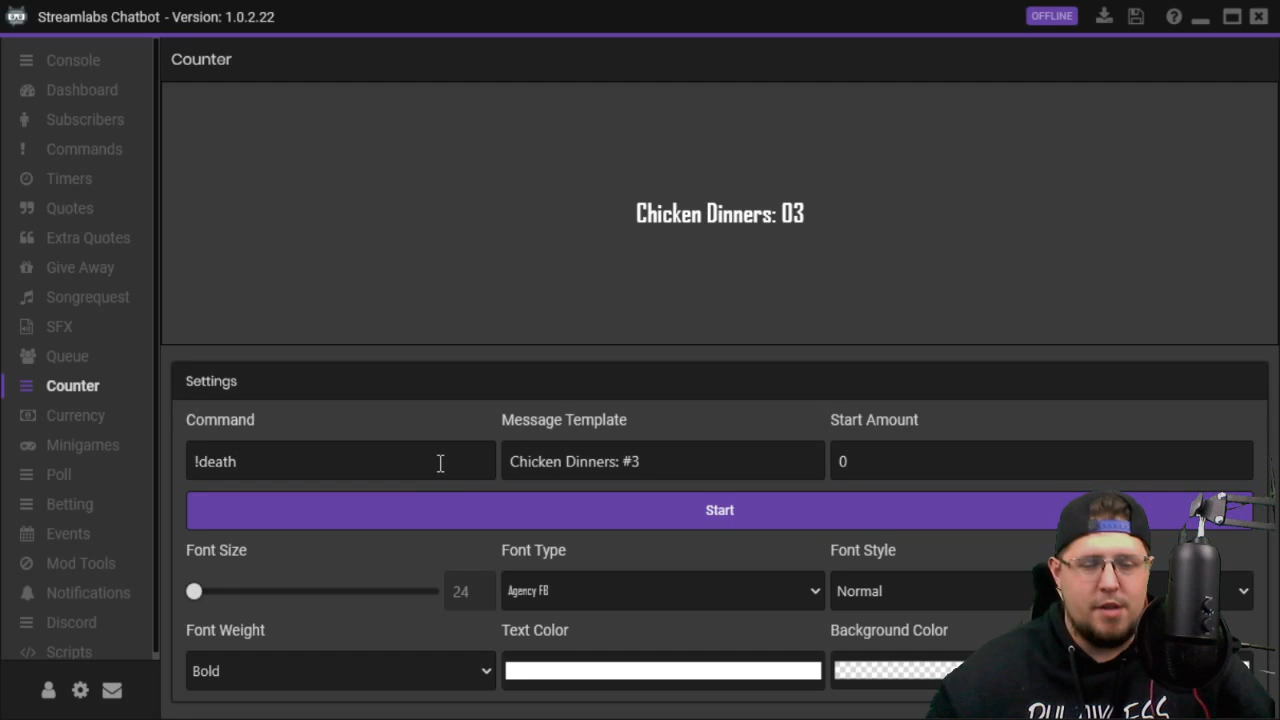 Streamlabs Chatbot - Version: 1.0.2.22
OFFLINE
Console
Dashboard
Subscribers
Commands
Timers
Quotes
Extra Quotes
Give Away
Songrequest
SFX
Queue
Counter
Currency
Minigames
Poll
Betting
Events
Mod Tools
Notifications
Discord
Scripts
Counter
Chicken Dinners: 03
Settings
Command
Message Template
Start Amount
!death
Chicken Dinners: #3
0
Start
Font Size
Font Type
Font Style
24
Agency FB
Normal
Font Weight
Text Color
Background Color
Bold